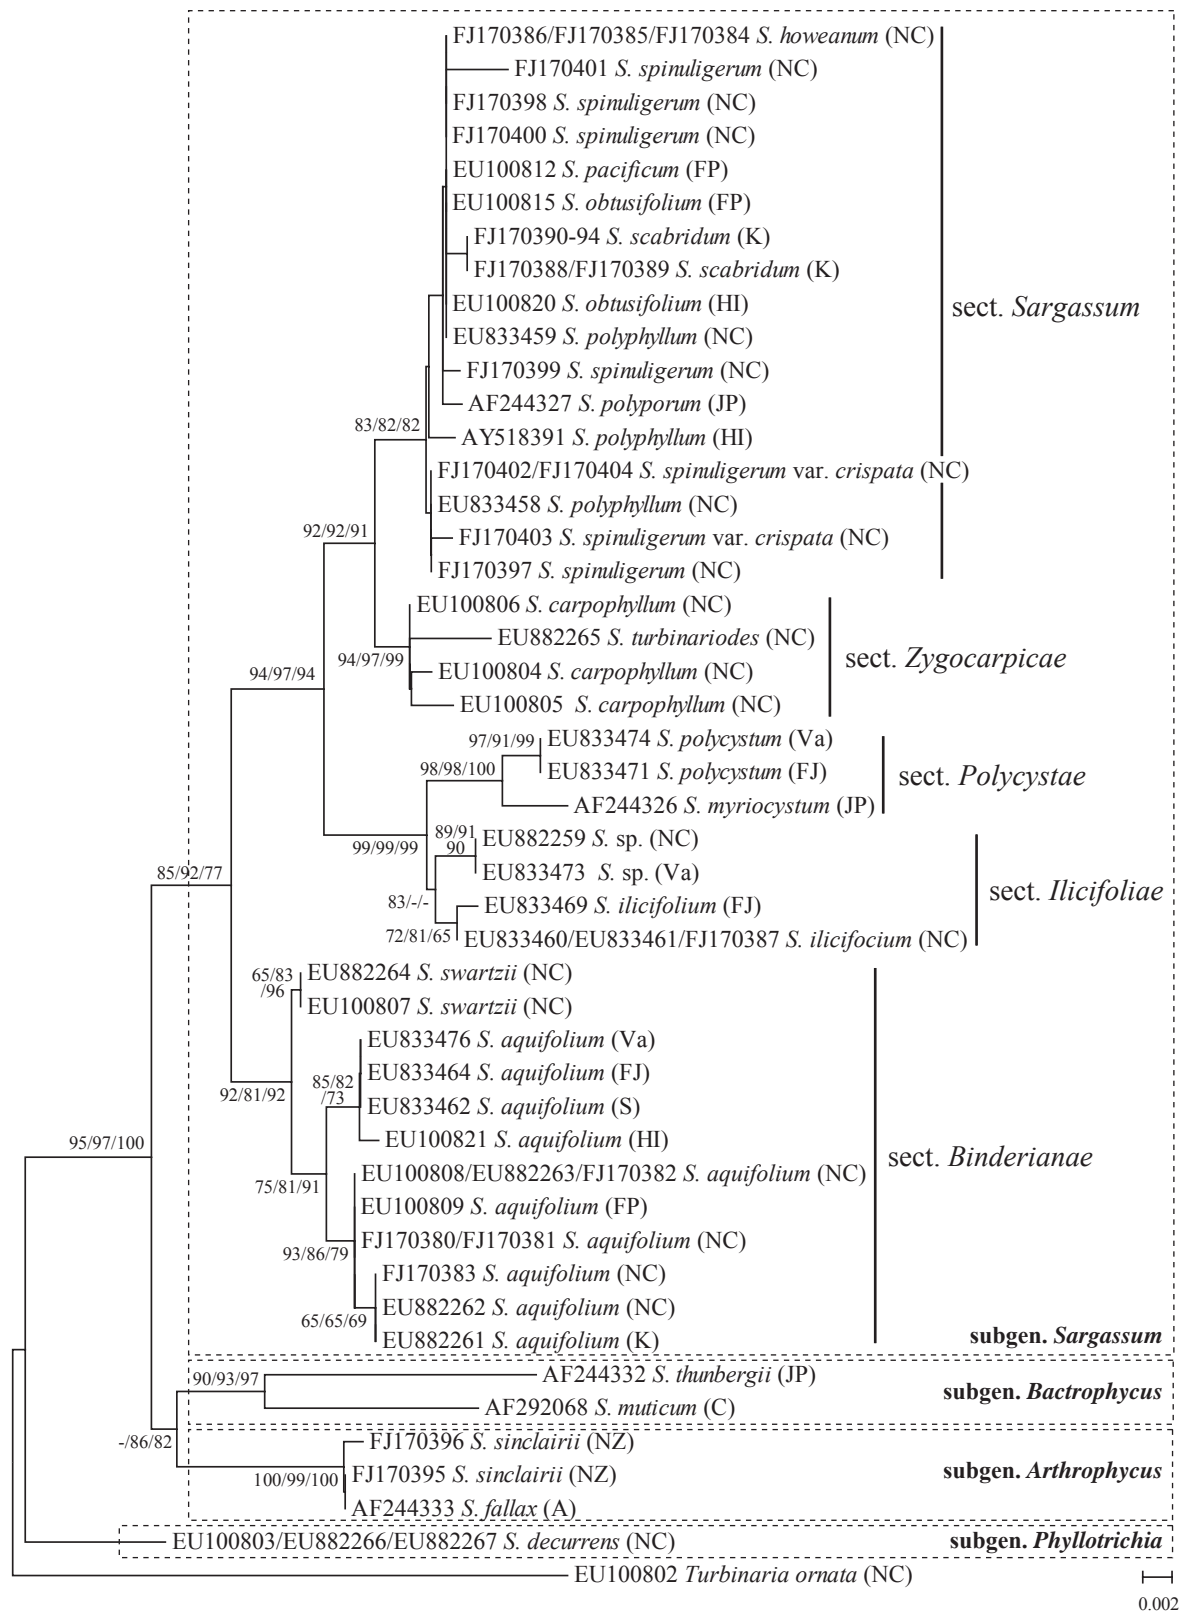 FJ170386/FJ170385/FJ170384 S. howeanum (NC)
FJ170401 S. spinuligerum (NC)
FJ170398 S. spinuligerum (NC)
FJ170400 S. spinuligerum (NC)
EU100812 S. pacificum (FP)
EU100815 S. obtusifolium (FP)
FJ170390-94 S. scabridum (K)
FJ170388/FJ170389 S. scabridum (K)
EU100820 S. obtusifolium (HI)
sect. Sargassum
EU833459 S. polyphyllum (NC)
FJ170399 S. spinuligerum (NC)
AF244327 S. polyporum (JP)
83/82/82
AY518391 S. polyphyllum (HI)
FJ170402/FJ170404 S. spinuligerum var. crispata (NC)
EU833458 S. polyphyllum (NC)
92/92/91
FJ170403 S. spinuligerum var. crispata (NC)
FJ170397 S. spinuligerum (NC)
EU100806 S. carpophyllum (NC)
EU882265 S. turbinariodes (NC)
94/97/99
sect. Zygocarpicae
94/97/94
EU100804 S. carpophyllum (NC)
EU100805 S. carpophyllum (NC)
97/91/99
EU833474 S. polycystum (Va)
98/98/100
EU833471 S. polycystum (FJ)
sect. Polycystae
AF244326 S. myriocystum (JP)
89/91
90
EU882259 S. sp. (NC)
99/99/99
85/92/77
EU833473 S. sp. (Va)
sect. Ilicifoliae
83/-/-
EU833469 S. ilicifolium (FJ)
72/81/65
EU833460/EU833461/FJ170387 S. ilicifocium (NC)
65/83
/96
EU882264 S. swartzii (NC)
EU100807 S. swartzii (NC)
EU833476 S. aquifolium (Va)
85/82
/73
EU833464 S. aquifolium (FJ)
92/81/92
EU833462 S. aquifolium (S)
95/97/100
EU100821 S. aquifolium (HI)
sect. Binderianae
75/81/91
EU100808/EU882263/FJ170382 S. aquifolium (NC)
EU100809 S. aquifolium (FP)
93/86/79
FJ170380/FJ170381 S. aquifolium (NC)
FJ170383 S. aquifolium (NC)
65/65/69
EU882262 S. aquifolium (NC)
EU882261 S. aquifolium (K)
subgen. Sargassum
90/93/97
AF244332 S. thunbergii (JP)
subgen. Bactrophycus
AF292068 S. muticum (C)
-/86/82
FJ170396 S. sinclairii (NZ)
100/99/100
FJ170395 S. sinclairii (NZ)
subgen. Arthrophycus
AF244333 S. fallax (A)
EU100803/EU882266/EU882267 S. decurrens (NC)
subgen. Phyllotrichia
EU100802 Turbinaria ornata (NC)
0.002